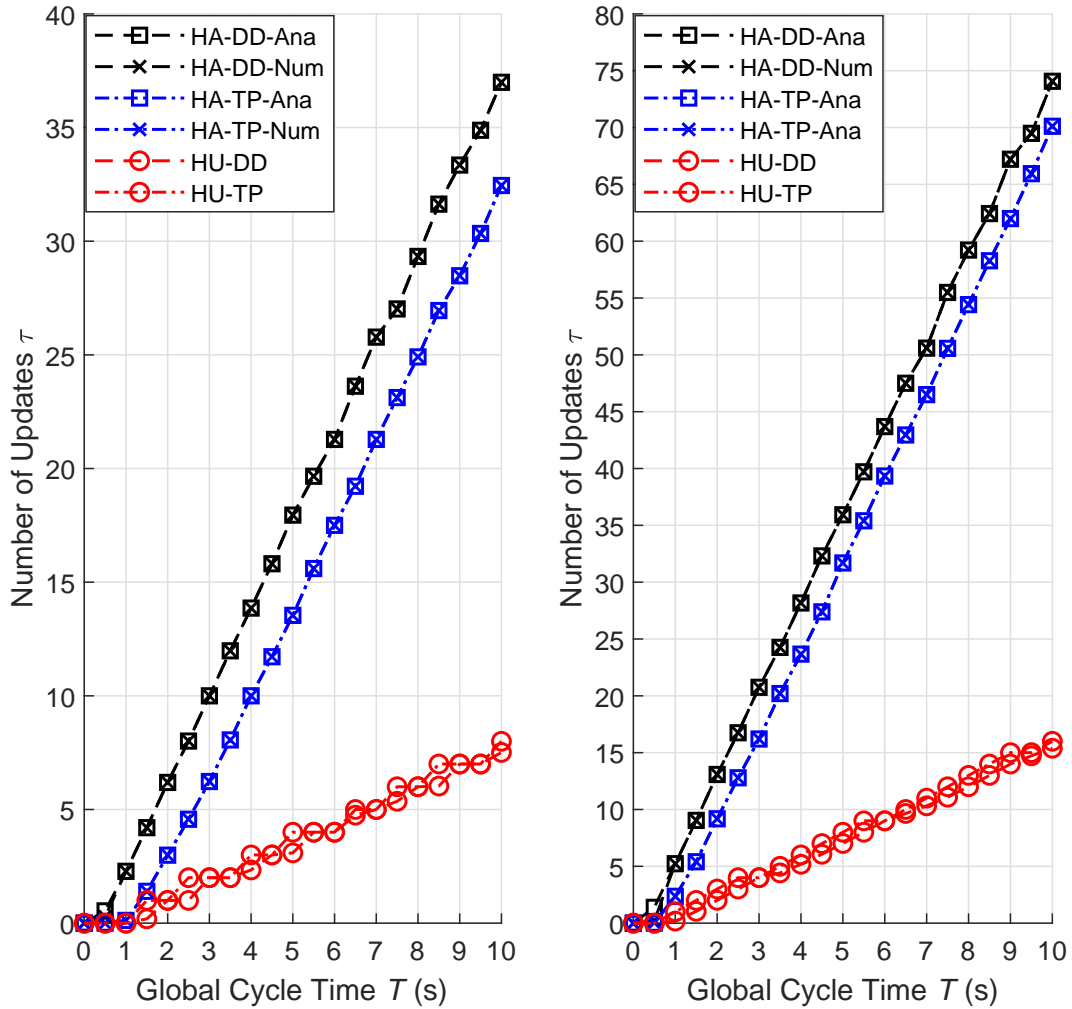 40
35
30
25
20
15
10
5
0
Number of Updates τ
HA-DD-Ana
HA-DD-Num
HA-TP-Ana
HA-TP-Num
HU-DD
HU-TP
0 1 2 3 4 5 6 7 8 9 10
Global Cycle Time T (s)
80
75
70
65
60
55
50
45
40
35
30
25
20
15
10
5
0
Number of Updates τ
HA-DD-Ana
HA-DD-Num
HA-TP-Ana
HA-TP-Ana
HU-DD
HU-TP
0 1 2 3 4 5 6 7 8 9 10
Global Cycle Time T (s)